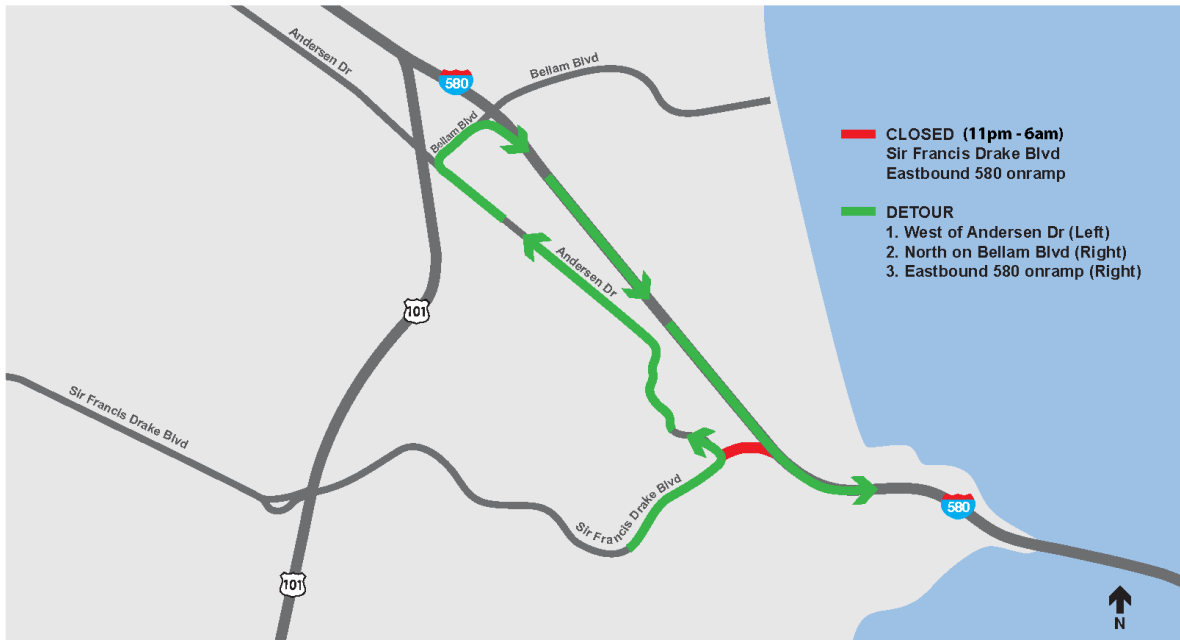 Andersen Dr
580
Bellam Blvd
Bellam Blvd
CLOSED (11pm - 6am)
Sir Francis Drake Blvd
Eastbound 580 onramp
DETOUR
1. West of Andersen Dr (Left)
2. North on Bellam Blvd (Right)
3. Eastbound 580 onramp (Right)
Andersen Dr
101
Sir Francis Drake Blvd
Sir Francis Drake Blvd
580
101
N